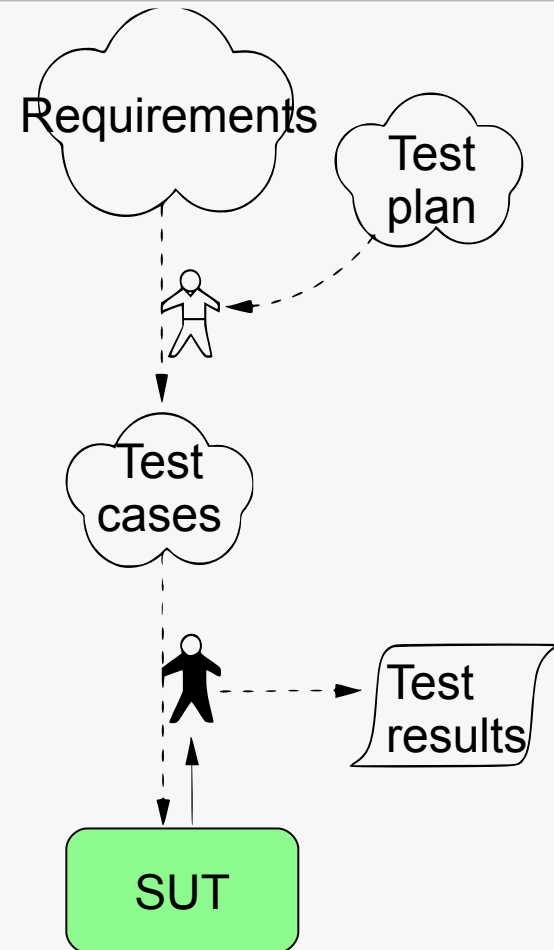 Requirements
Test
plan
Test
cases
Test
results
SUT